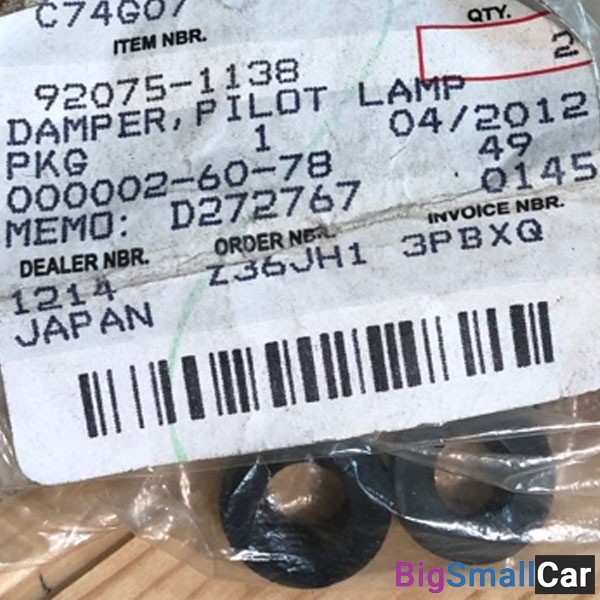 C74G07
QTY.
ITEM NBR.
2
92075-1138
DAMPER, PILOT LAMP
PKG 1 04/2012
000002-60-78 49
MEMO: D272767 0145
DEALER NBR. ORDER NBR. INVOICE NBR.
1214 Z36JH1 3PBXQ
JAPAN
BigSmallCar